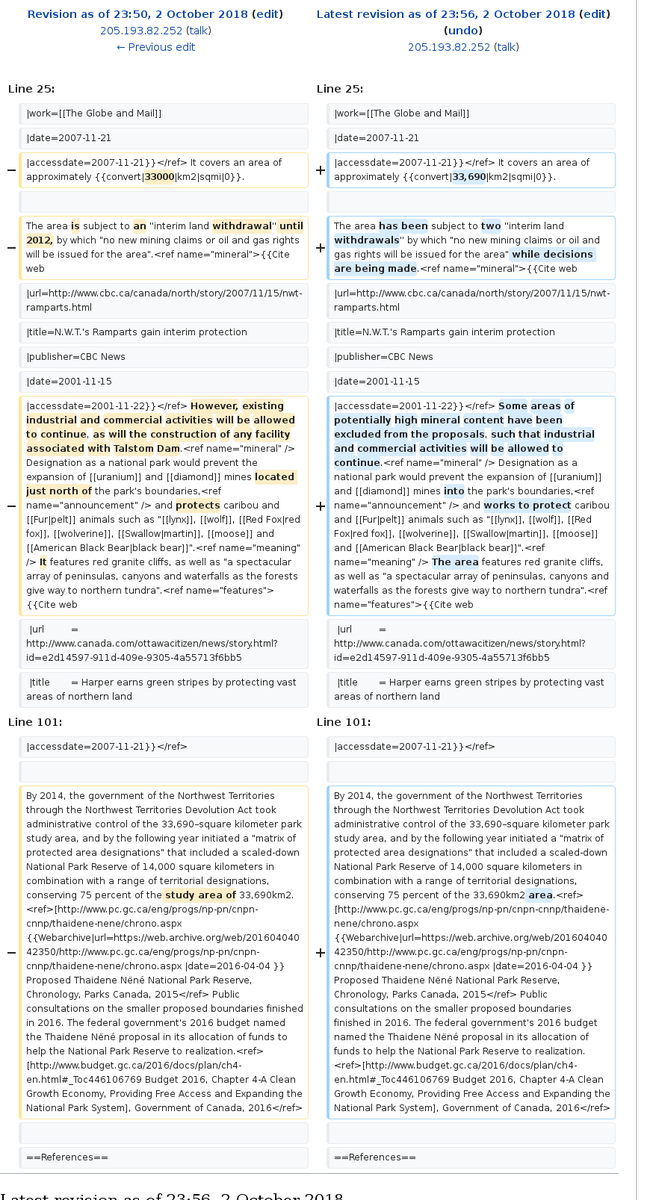 Revision as of 23:50, 2 October 2018 (edit)
205.193.82.252 (talk)
← Previous edit
Latest revision as of 23:56, 2 October 2018 (edit)
(undo)
205.193.82.252 (talk)
Line 25:
|work=[[The Globe and Mail]]
|date=2007-11-21
− |accessdate=2007-11-21}}</ref> It covers an area of
approximately {{convert|33000|km2|sqmi|0}}.
− The area is subject to an "interim land withdrawal" until
2012, by which "no new mining claims or oil and gas rights
will be issued for the area".<ref name="mineral">{{Cite
web
|url=http://www.cbc.ca/canada/north/story/2007/11/15/nwt-
ramparts.html
|title=N.W.T.'s Ramparts gain interim protection
|publisher=CBC News
|date=2001-11-15
− |accessdate=2001-11-22}}</ref> However, existing
industrial and commercial activities will be allowed
to continue, as will the construction of any facility
associated with Talstom Dam.<ref name="mineral" />
Designation as a national park would prevent the
expansion of [[uranium]] and [[diamond]] mines located
just north of the park's boundaries,<ref
name="announcement" /> and protects caribou and
[[Fur|pelt]] animals such as "[[lynx]], [[wolf]], [[Red Fox|red
fox]], [[wolverine]], [[Swallow|martin]], [[moose]] and
[[American Black Bear|black bear]]".<ref name="meaning"
/> It features red granite cliffs, as well as "a spectacular
array of peninsulas, canyons and waterfalls as the forests
give way to northern tundra".<ref name="features">
{{Cite web
|url =
http://www.canada.com/ottawacitizen/news/story.html?
id=e2d14597-911d-409e-9305-4a55713f6bb5
|title = Harper earns green stripes by protecting vast
areas of northern land
Line 25:
|work=[[The Globe and Mail]]
|date=2007-11-21
+ |accessdate=2007-11-21}}</ref> It covers an area of
approximately {{convert|33,690|km2|sqmi|0}}.
+ The area has been subject to two "interim land
withdrawals" by which "no new mining claims or oil and
gas rights will be issued for the area" while decisions
are being made.<ref name="mineral">{{Cite web
|url=http://www.cbc.ca/canada/north/story/2007/11/15/nwt-
ramparts.html
|title=N.W.T.'s Ramparts gain interim protection
|publisher=CBC News
|date=2001-11-15
+ |accessdate=2001-11-22}}</ref> Some areas of
potentially high mineral content have been
excluded from the proposals, such that industrial
and commercial activities will be allowed to
continue.<ref name="mineral" /> Designation as a
national park would prevent the expansion of [[uranium]]
and [[diamond]] mines into the park's boundaries,<ref
name="announcement" /> and works to protect caribou
and [[Fur|pelt]] animals such as "[[lynx]], [[wolf]], [[Red
Fox|red fox]], [[wolverine]], [[Swallow|martin]], [[moose]]
and [[American Black Bear|black bear]]".<ref
name="meaning" /> The area features red granite cliffs,
as well as "a spectacular array of peninsulas, canyons and
waterfalls as the forests give way to northern tundra".<ref
name="features">{{Cite web
|url =
http://www.canada.com/ottawacitizen/news/story.html?
id=e2d14597-911d-409e-9305-4a55713f6bb5
|title = Harper earns green stripes by protecting vast
areas of northern land
Line 101:
|accessdate=2007-11-21}}</ref>
− By 2014, the government of the Northwest Territories
through the Northwest Territories Devolution Act took
administrative control of the 33,690–square kilometer park
study area, and by the following year initiated a "matrix of
protected area designations" that included a scaled-down
National Park Reserve of 14,000 square kilometers in
combination with a range of territorial designations,
conserving 75 percent of the study area of 33,690km2.
<ref>[http://www.pc.gc.ca/eng/progs/np-pn/cnpn-
cnnp/thaidene-nene/chrono.aspx
{{Webarchive|url=https://web.archive.org/web/201604040
42350/http://www.pc.gc.ca/eng/progs/np-pn/cnpn-
cnnp/thaidene-nene/chrono.aspx |date=2016-04-04 }}
Proposed Thaidene Nëné National Park Reserve,
Chronology, Parks Canada, 2015</ref> Public
consultations on the smaller proposed boundaries finished
in 2016. The federal government's 2016 budget named
the Thaidene Nëné proposal in its allocation of funds to
help the National Park Reserve to realization.<ref>
[http://www.budget.gc.ca/2016/docs/plan/ch4-
en.html#_Toc446106769 Budget 2016, Chapter 4-A Clean
Growth Economy, Providing Free Access and Expanding the
National Park System], Government of Canada, 2016</ref>
==References==
Line 101:
|accessdate=2007-11-21}}</ref>
+ By 2014, the government of the Northwest Territories
through the Northwest Territories Devolution Act took
administrative control of the 33,690–square kilometer park
study area, and by the following year initiated a "matrix of
protected area designations" that included a scaled-down
National Park Reserve of 14,000 square kilometers in
combination with a range of territorial designations,
conserving 75 percent of the 33,690km2 area.<ref>
[http://www.pc.gc.ca/eng/progs/np-pn/cnpn-cnnp/thaidene-
nene/chrono.aspx
{{Webarchive|url=https://web.archive.org/web/201604040
42350/http://www.pc.gc.ca/eng/progs/np-pn/cnpn-
cnnp/thaidene-nene/chrono.aspx |date=2016-04-04 }}
Proposed Thaidene Nëné National Park Reserve,
Chronology, Parks Canada, 2015</ref> Public
consultations on the smaller proposed boundaries finished
in 2016. The federal government's 2016 budget named
the Thaidene Nëné proposal in its allocation of funds to
help the National Park Reserve to realization.
<ref>[http://www.budget.gc.ca/2016/docs/plan/ch4-
en.html#_Toc446106769 Budget 2016, Chapter 4-A Clean
Growth Economy, Providing Free Access and Expanding the
National Park System], Government of Canada, 2016</ref>
==References==
Latest revision as of 23:56, 2 October 2018